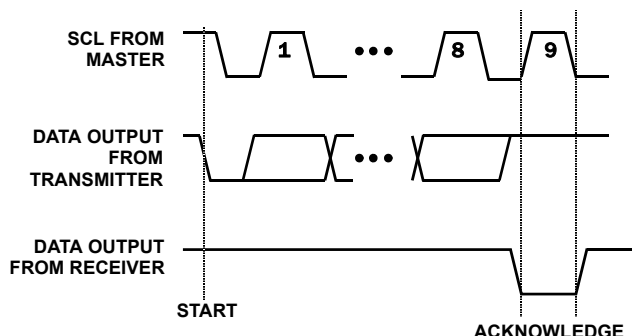 SCL FROM
MASTER
1
8
9
DATA OUTPUT
FROM
TRANSMITTER
DATA OUTPUT
FROM RECEIVER
START
ACKNOWLEDGE